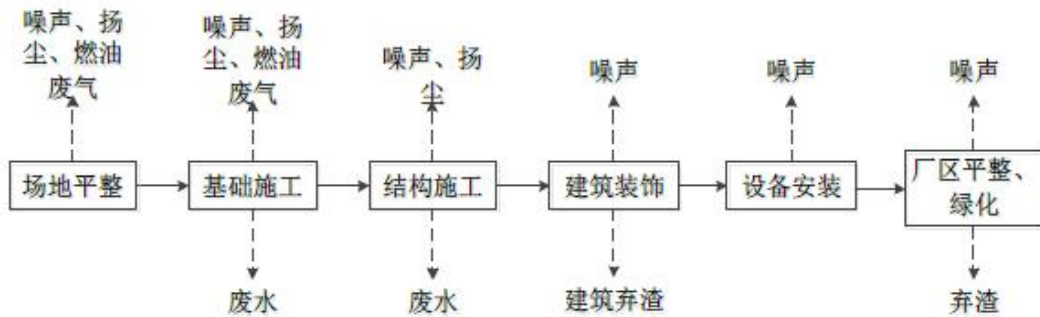 噪声、扬
尘、燃油
废气
噪声、扬
尘、燃油
废气
噪声、扬
尘
噪声
噪声
噪声
场地平整
基础施工
结构施工
建筑装饰
设备安装
厂区平整、
绿化
废水
废水
建筑弃渣
弃渣